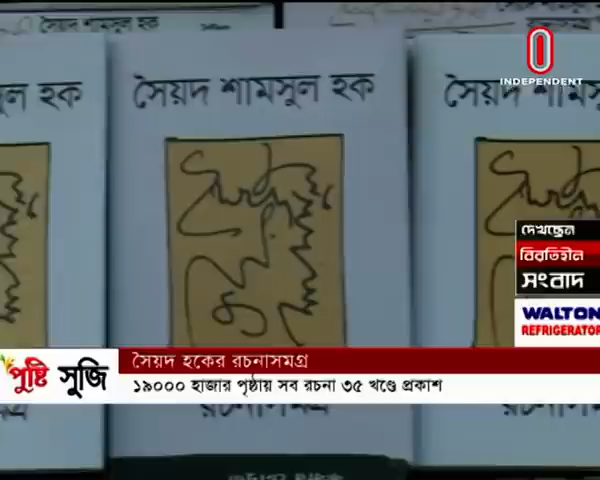 সৈয়দ শামসুল হক
INDEPENDENT
সৈয়দ শামসুল হক
দেখছেন
বিরতিহীন
সংবাদ
WALTON
REFRIGERATOR
পুষ্টি সুজি
সৈয়দ হকের রচনাসমগ্র
১৯০০০ হাজার পৃষ্ঠায় সব রচনা ৩৫ খণ্ডে প্রকাশ